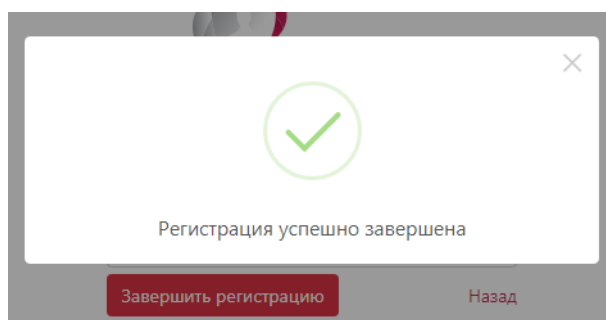 Регистрация успешно завершена
Завершить регистрацию Назад